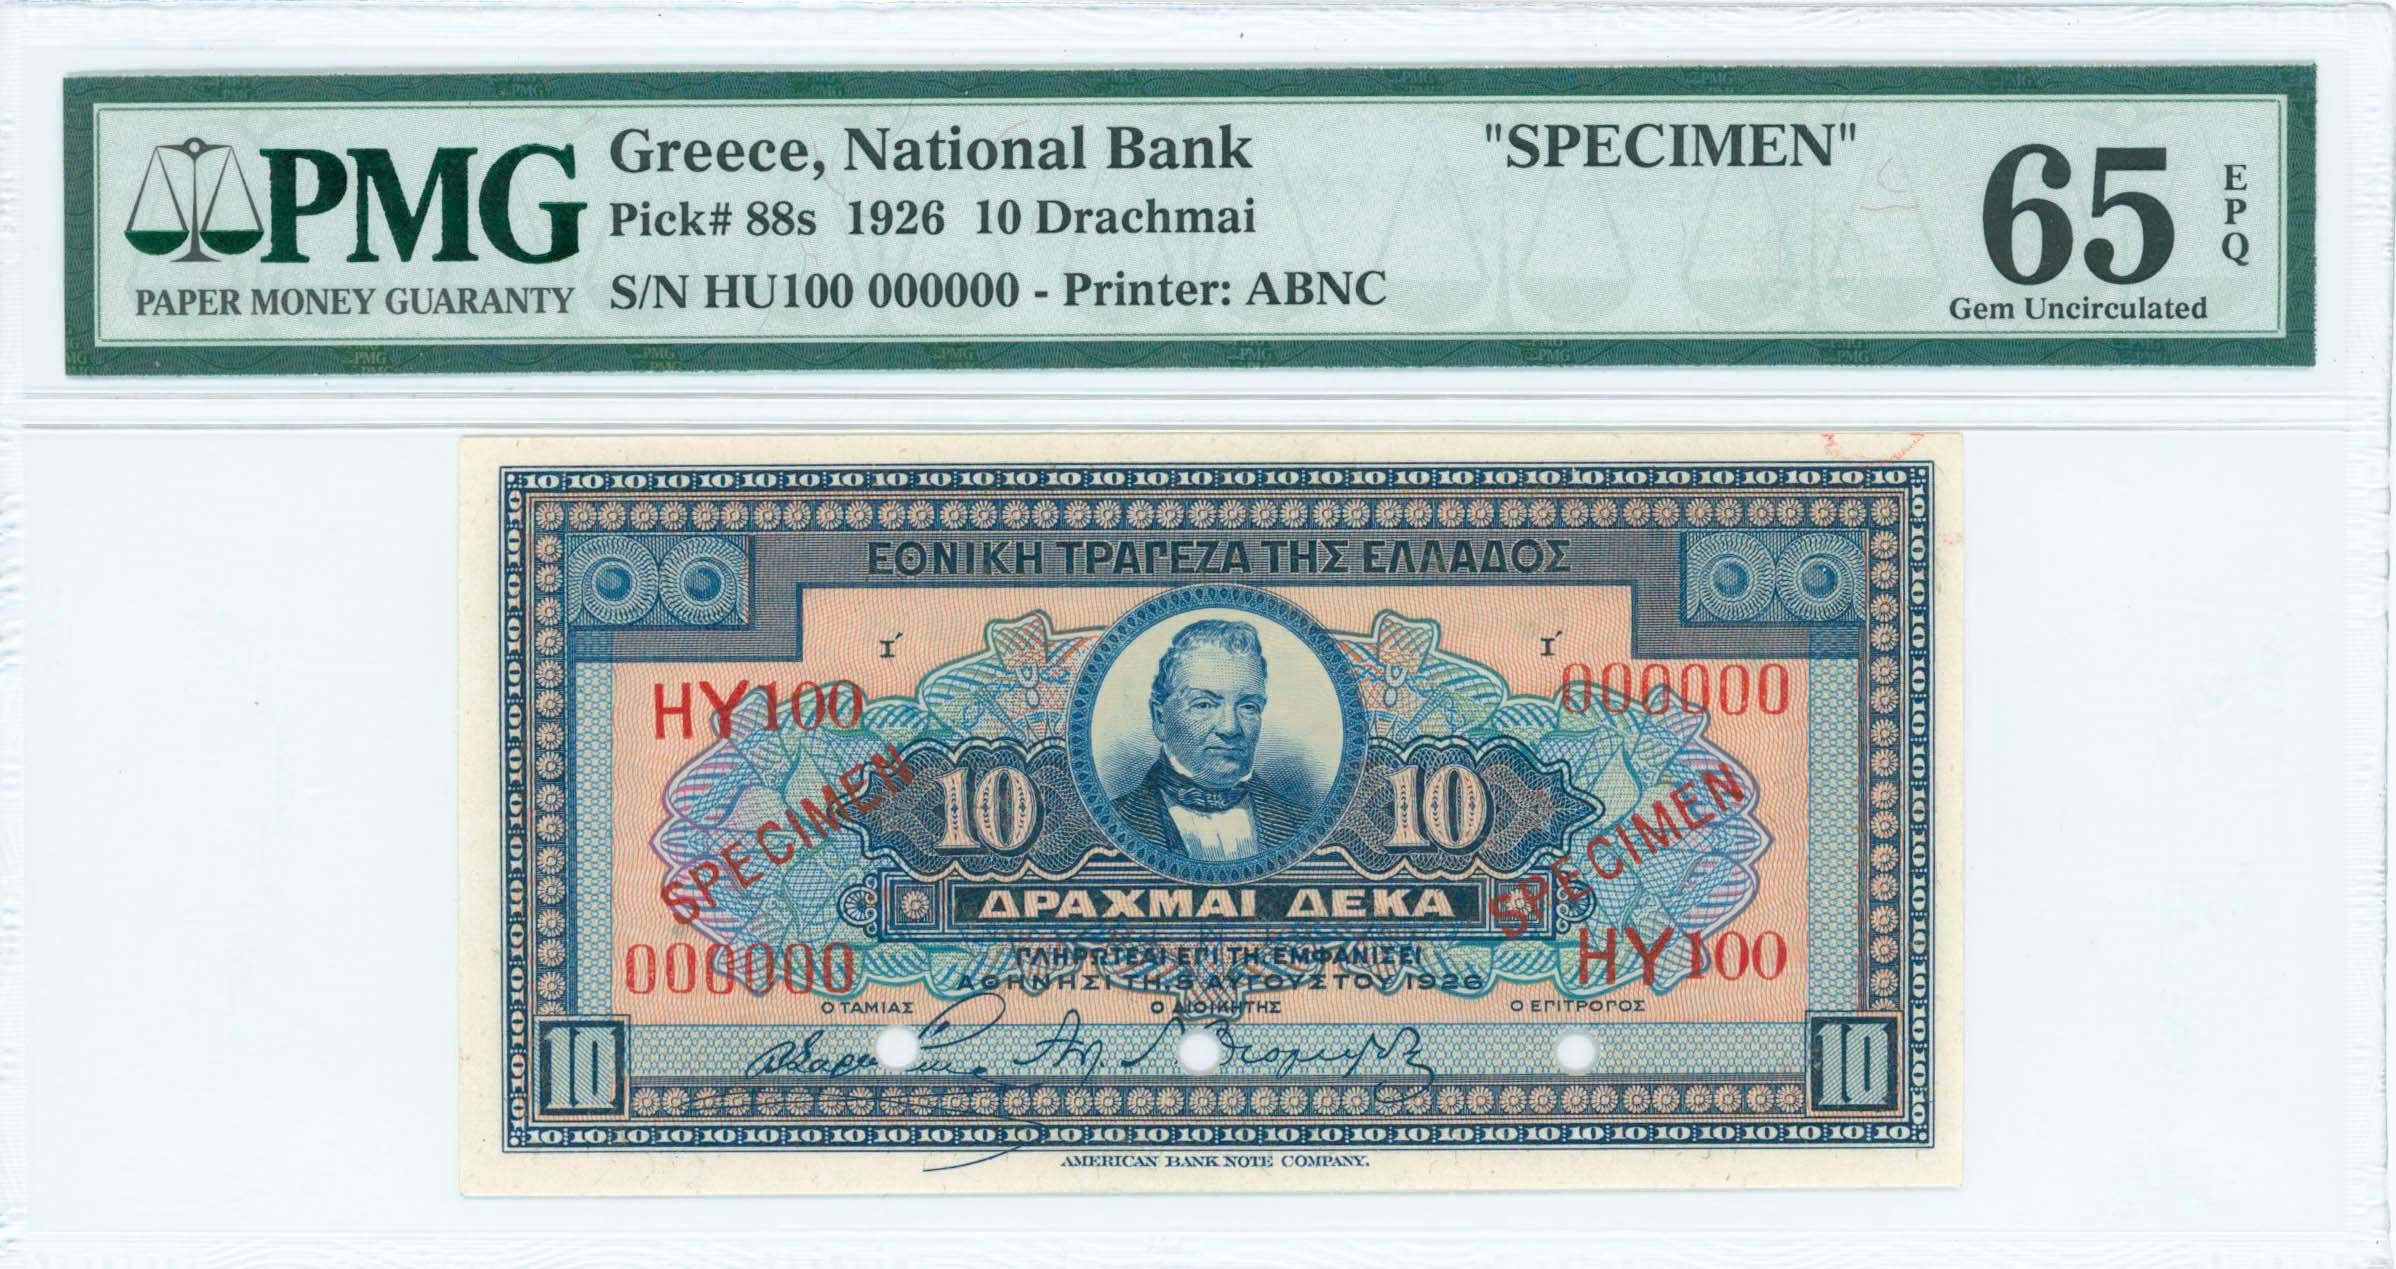 PMG
PAPER MONEY GUARANTY
Greece, National Bank
Pick# 88s 1926 10 Drachmai
S/N HU100 000000 - Printer: ABNC
"SPECIMEN"
65
EPQ
Gem Uncirculated
ΕΘΝΙΚΗ ΤΡΑΠΕΖΑ ΤΗΣ ΕΛΛΑΔΟΣ
Ι΄ Ι΄
ΗΥ100 000000
SPECIMEN SPECIMEN
10 10
ΔΡΑΧΜΑΙ ΔΕΚΑ
ΠΛΗΡΩΤΕΑΙ ΕΠΙ ΤΗ ΕΜΦΑΝΙΣΕΙ
000000 ΗΥ100
ΑΘΗΝΗΣΙ ΤΗ, 5 ΑΥΓΟΥΣΤΟΥ 1926
Ο ΤΑΜΙΑΣ Ο ΔΙΟΙΚΗΤΗΣ Ο ΕΠΙΤΡΟΠΟΣ
10 10
AMERICAN BANK NOTE COMPANY.